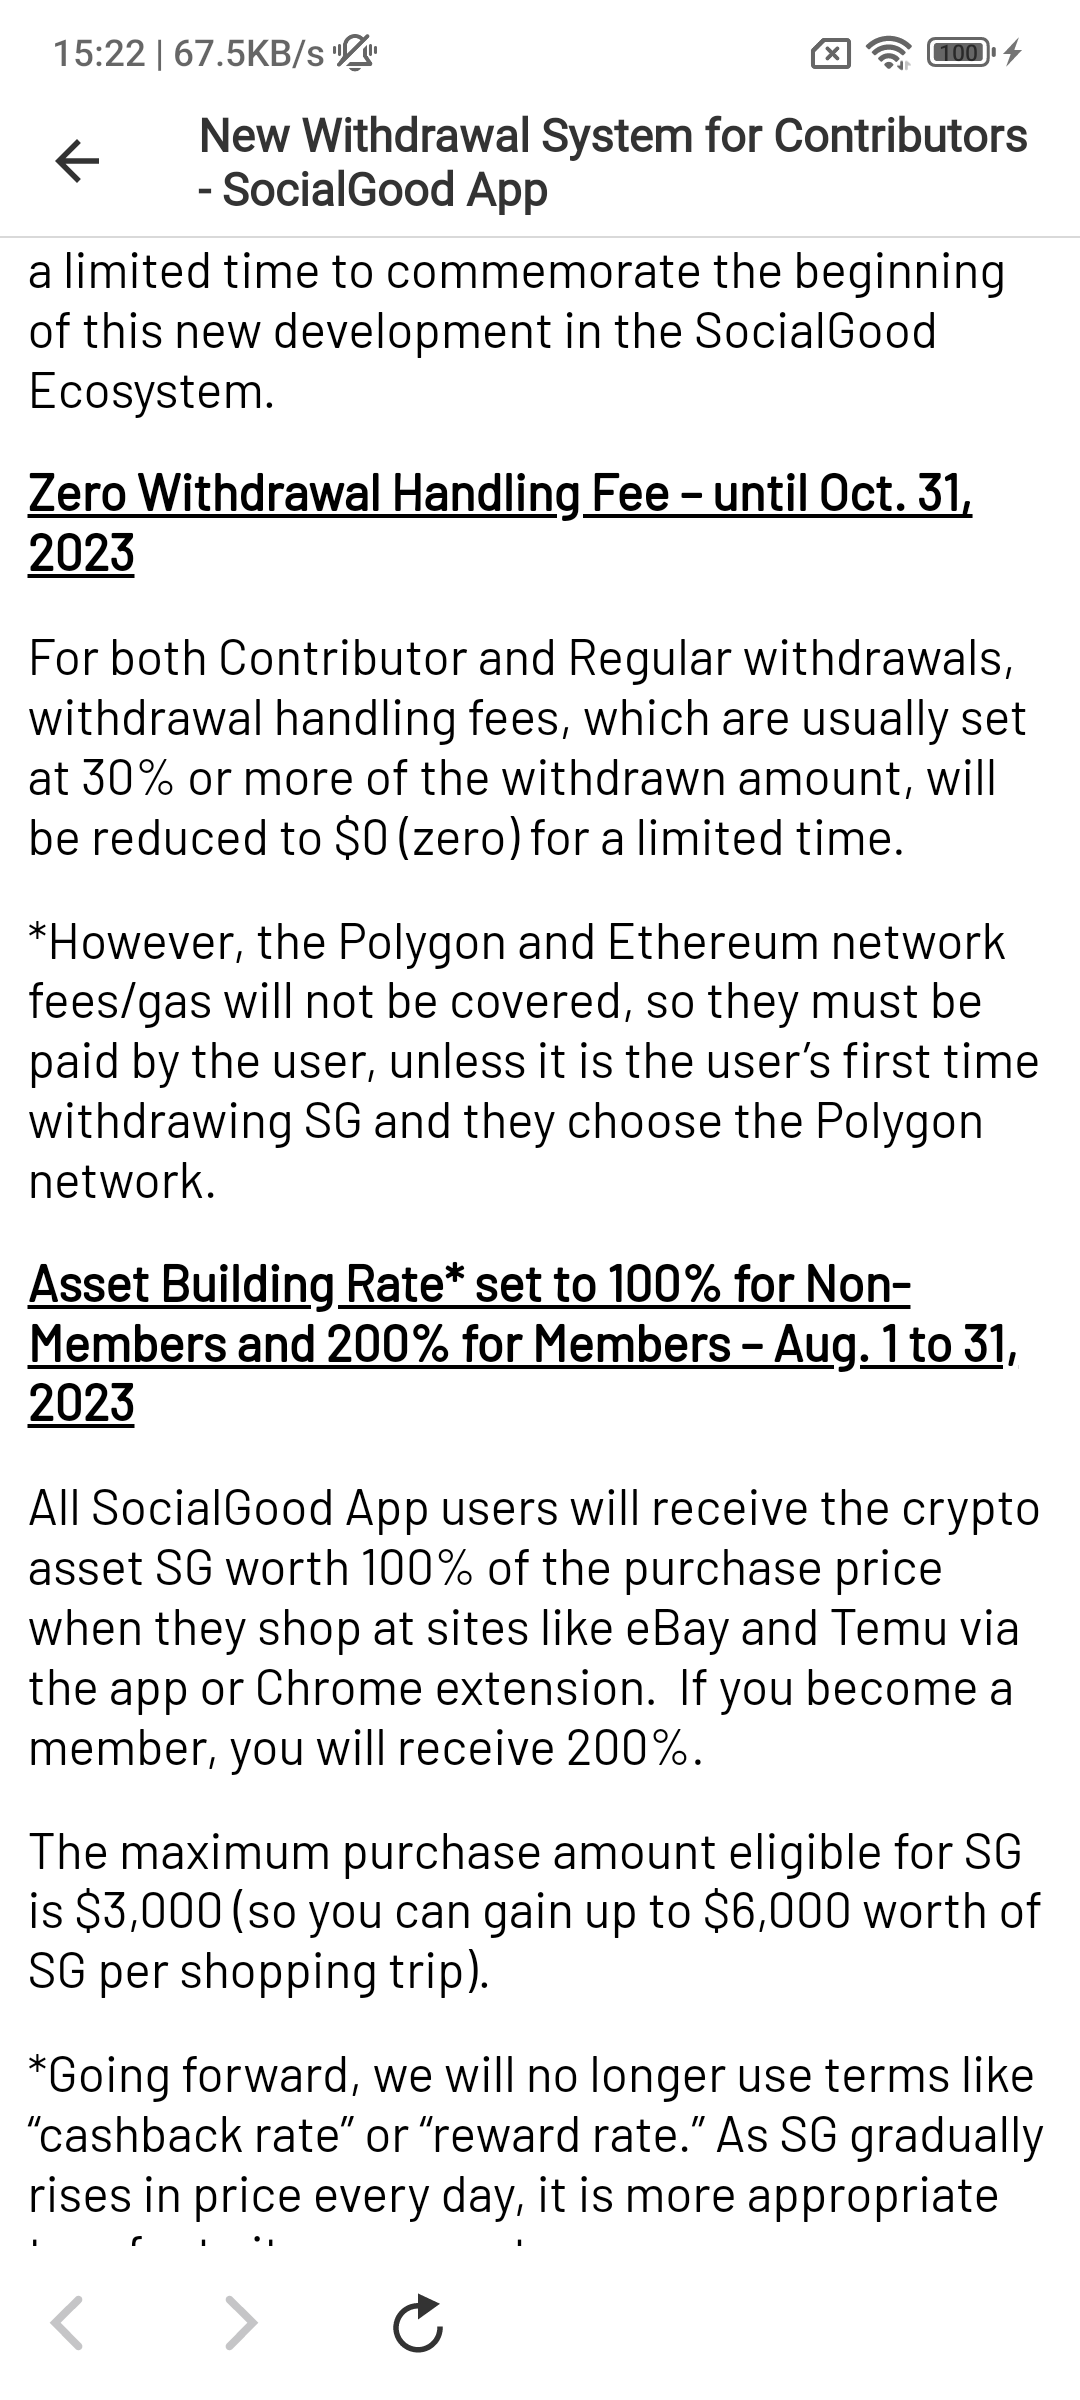 15:22 | 67.5KB/s
100
New Withdrawal System for Contributors
- SocialGood App
a limited time to commemorate the beginning
of this new development in the SocialGood
Ecosystem.
Zero Withdrawal Handling Fee – until Oct. 31,
2023
For both Contributor and Regular withdrawals,
withdrawal handling fees, which are usually set
at 30% or more of the withdrawn amount, will
be reduced to $0 (zero) for a limited time.
*However, the Polygon and Ethereum network
fees/gas will not be covered, so they must be
paid by the user, unless it is the user’s first time
withdrawing SG and they choose the Polygon
network.
Asset Building Rate* set to 100% for Non-
Members and 200% for Members – Aug. 1 to 31,
2023
All SocialGood App users will receive the crypto
asset SG worth 100% of the purchase price
when they shop at sites like eBay and Temu via
the app or Chrome extension.  If you become a
member, you will receive 200%.
The maximum purchase amount eligible for SG
is $3,000 (so you can gain up to $6,000 worth of
SG per shopping trip).
*Going forward, we will no longer use terms like
“cashback rate” or “reward rate.” As SG gradually
rises in price every day, it is more appropriate